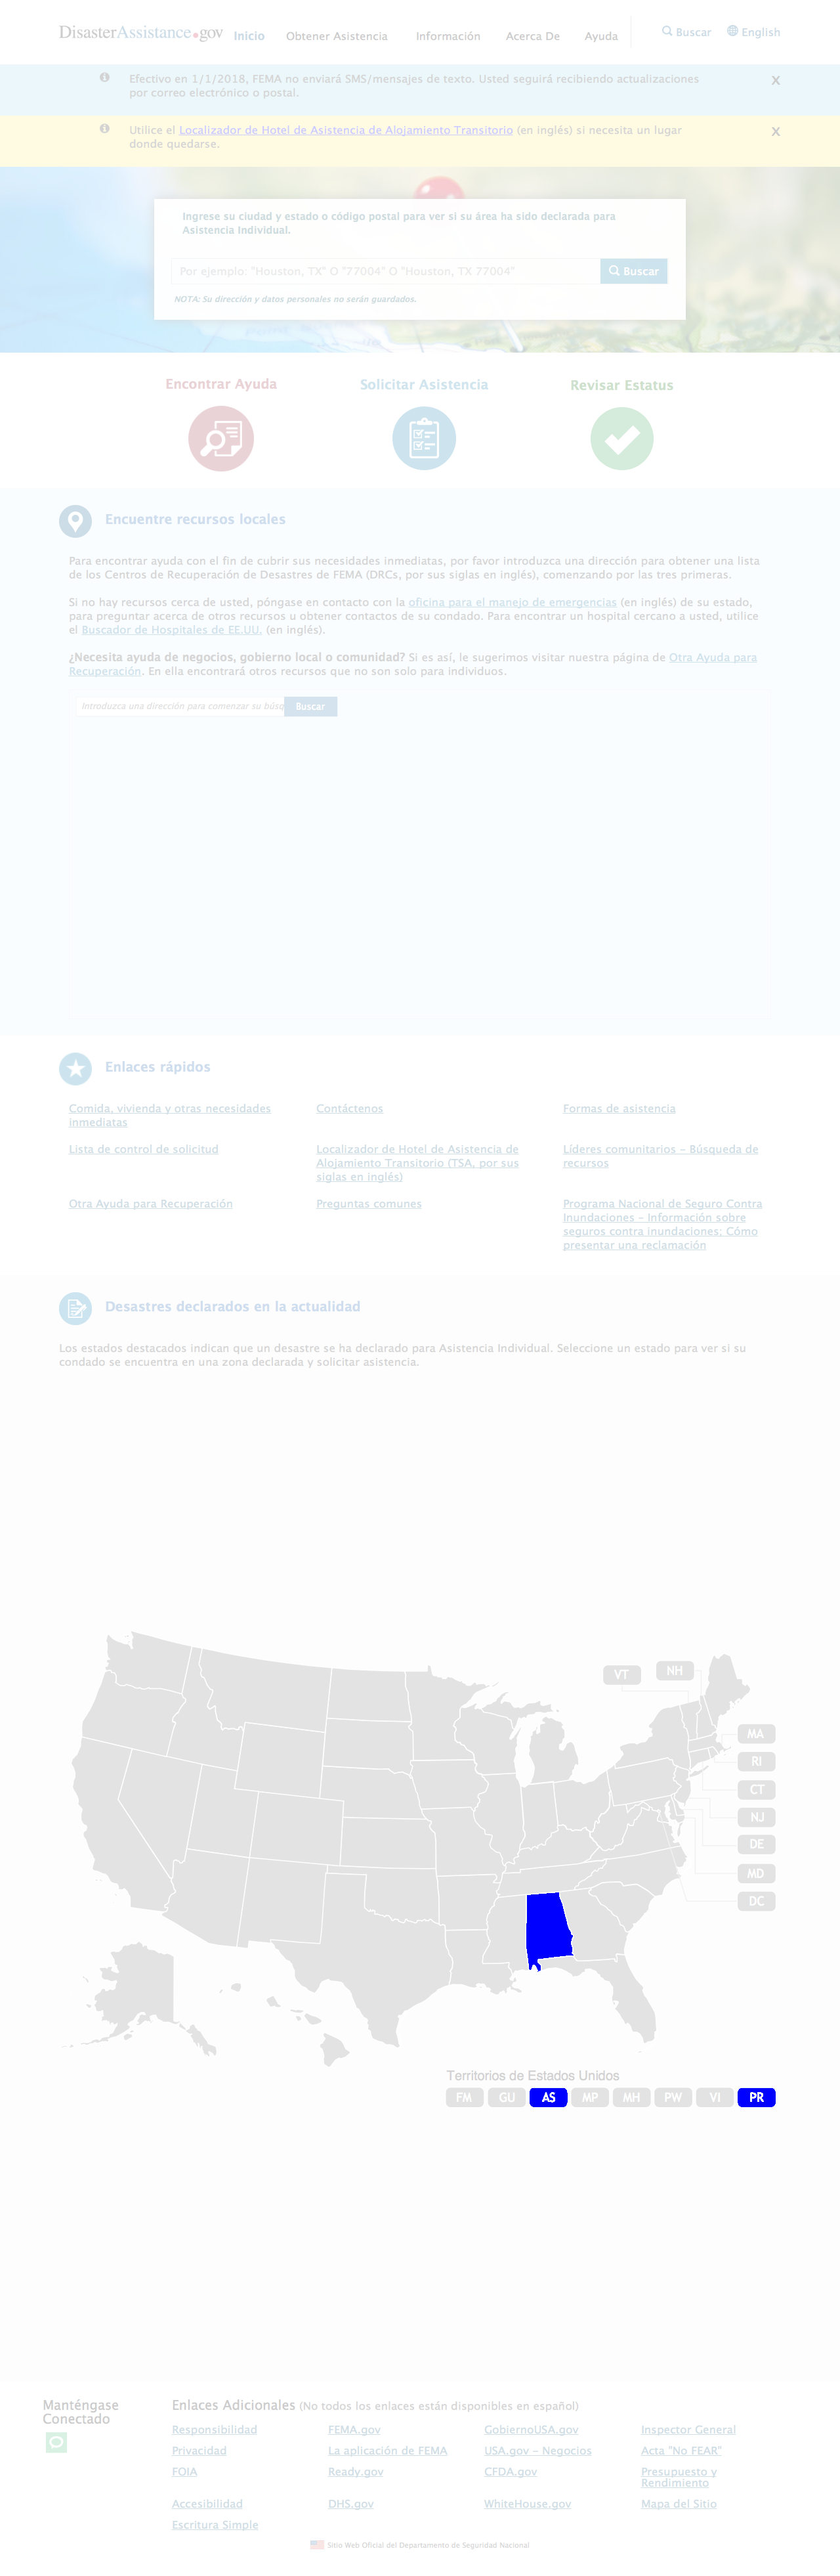 DisasterAssistance.gov
Inicio
Obtener Asistencia
Información
Acerca De
Ayuda
Buscar
English
Efectivo en 1/1/2018, FEMA no enviará SMS/mensajes de texto. Usted seguirá recibiendo actualizaciones
por correo electrónico o postal.
X
Utilice el Localizador de Hotel de Asistencia de Alojamiento Transitorio (en inglés) si necesita un lugar
donde quedarse.
X
Ingrese su ciudad y estado o código postal para ver si su área ha sido declarada para
Asistencia Individual.
Por ejemplo: "Houston, TX" O "77004" O "Houston, TX 77004"
Buscar
NOTA: Su dirección y datos personales no serán guardados.
Encontrar Ayuda
Solicitar Asistencia
Revisar Estatus
Encuentre recursos locales
Para encontrar ayuda con el fin de cubrir sus necesidades inmediatas, por favor introduzca una dirección para obtener una lista
de los Centros de Recuperación de Desastres de FEMA (DRCs, por sus siglas en inglés), comenzando por las tres primeras.
Si no hay recursos cerca de usted, póngase en contacto con la oficina para el manejo de emergencias (en inglés) de su estado,
para preguntar acerca de otros recursos u obtener contactos de su condado. Para encontrar un hospital cercano a usted, utilice
el Buscador de Hospitales de EE.UU. (en inglés).
¿Necesita ayuda de negocios, gobierno local o comunidad? Si es así, le sugerimos visitar nuestra página de Otra Ayuda para
Recuperación. En ella encontrará otros recursos que no son solo para individuos.
Introduzca una dirección para comenzar su búsq
Buscar
Enlaces rápidos
Comida, vivienda y otras necesidades
inmediatas
Contáctenos
Formas de asistencia
Lista de control de solicitud
Localizador de Hotel de Asistencia de
Alojamiento Transitorio (TSA, por sus
siglas en inglés)
Líderes comunitarios – Búsqueda de
recursos
Otra Ayuda para Recuperación
Preguntas comunes
Programa Nacional de Seguro Contra
Inundaciones – Información sobre
seguros contra inundaciones; Cómo
presentar una reclamación
Desastres declarados en la actualidad
Los estados destacados indican que un desastre se ha declarado para Asistencia Individual. Seleccione un estado para ver si su
condado se encuentra en una zona declarada y solicitar asistencia.
VT
NH
MA
RI
CT
NJ
DE
MD
DC
Territorios de Estados Unidos
FM
GU
AS
MP
MH
PW
VI
PR
Manténgase
Conectado
Enlaces Adicionales (No todos los enlaces están disponibles en español)
Responsibilidad
FEMA.gov
GobiernoUSA.gov
Inspector General
Privacidad
La aplicación de FEMA
USA.gov – Negocios
Acta "No FEAR"
FOIA
Ready.gov
CFDA.gov
Presupuesto y
Rendimiento
Accesibilidad
DHS.gov
WhiteHouse.gov
Mapa del Sitio
Escritura Simple
Sitio Web Oficial del Departamento de Seguridad Nacional